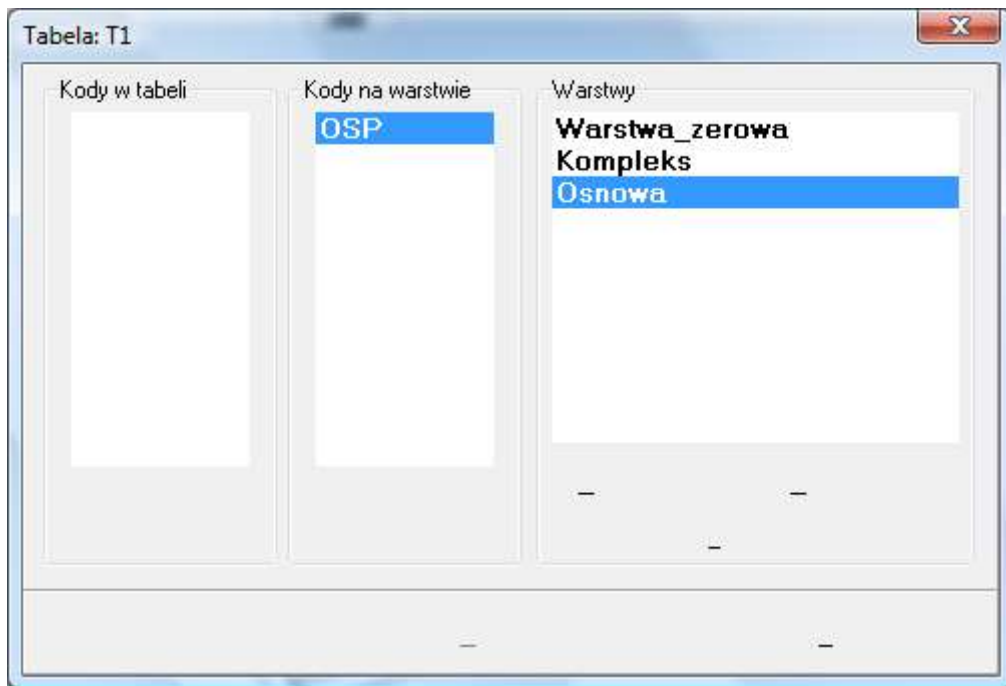 Tabela: T1
Kody w tabeli
Kody na warstwie
Warstwy
OSP
Warstwa_zerowa
Kompleks
Osnowa